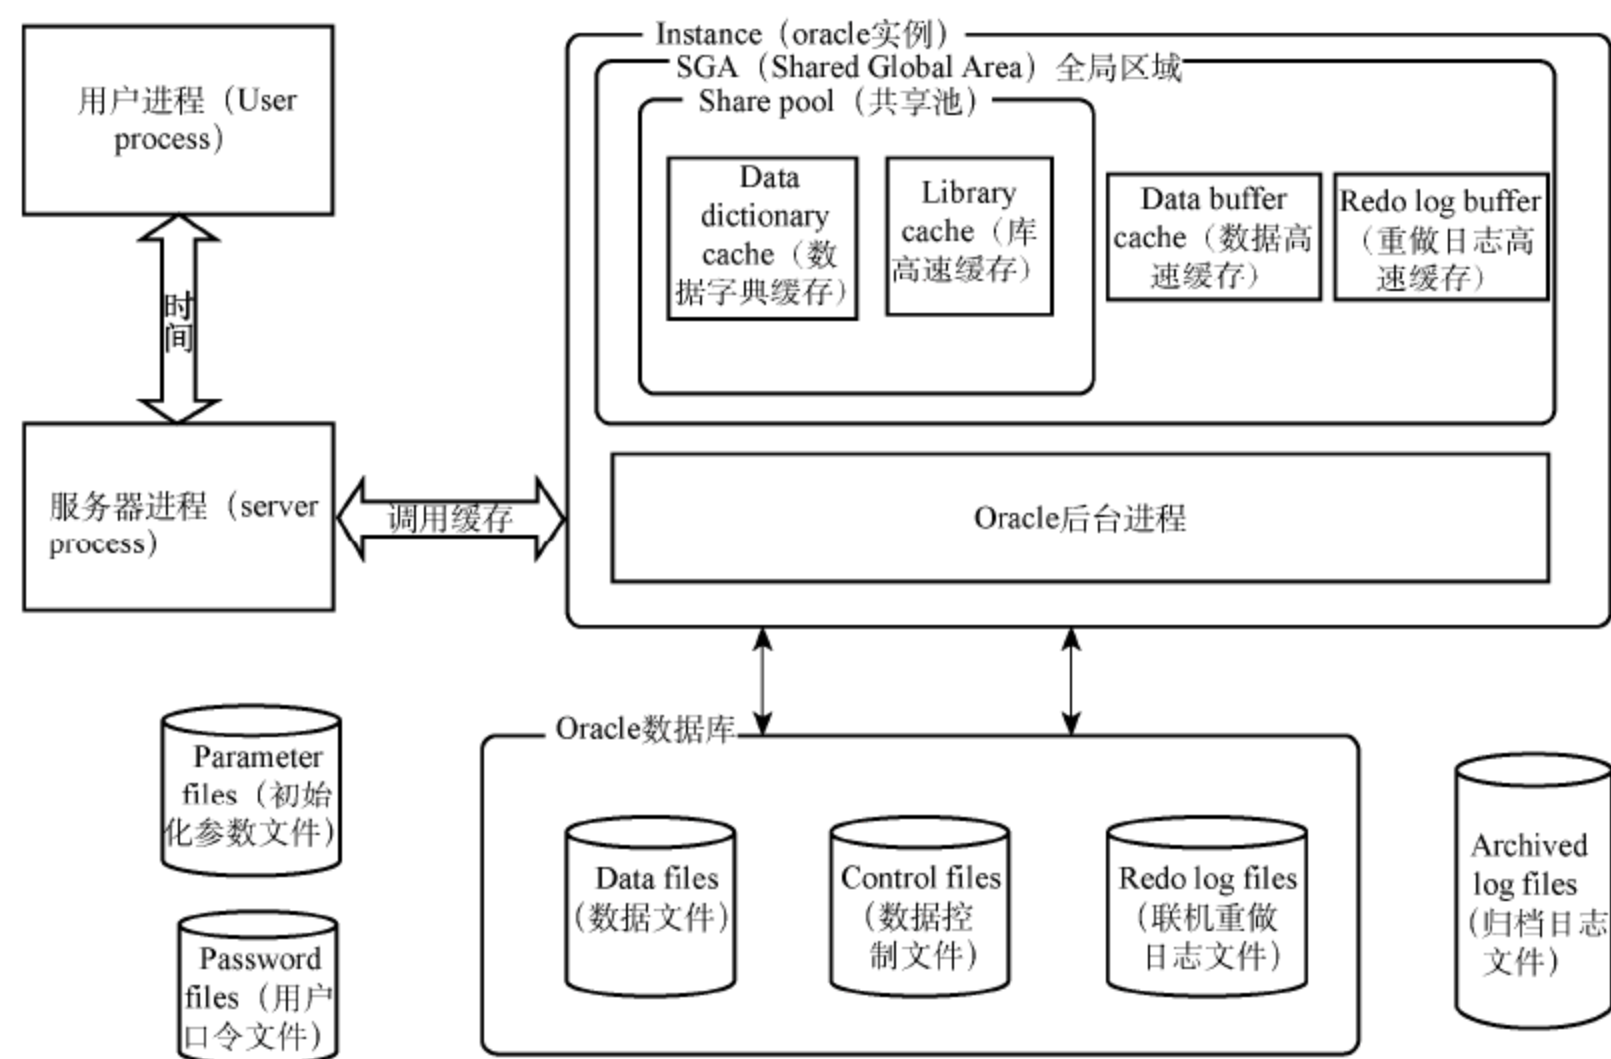 用户进程（User
process）
时
间
服务器进程（server
process）
调用缓存
Instance（oracle实例）
SGA（Shared Global Area）全局区域
Share pool（共享池）
Data
dictionary
cache（数
据字典缓存）
Library
cache（库
高速缓存）
Data buffer
cache（数据高
速缓存）
Redo log buffer
（重做日志高
速缓存）
Oracle后台进程
Parameter
files（初始
化参数文件）
Password
files（用户
口令文件）
Oracle数据库
Data files
（数据文件）
Control files
（数据控
制文件）
Redo log files
（联机重做
日志文件）
Archived
log files
（归档日志
文件）